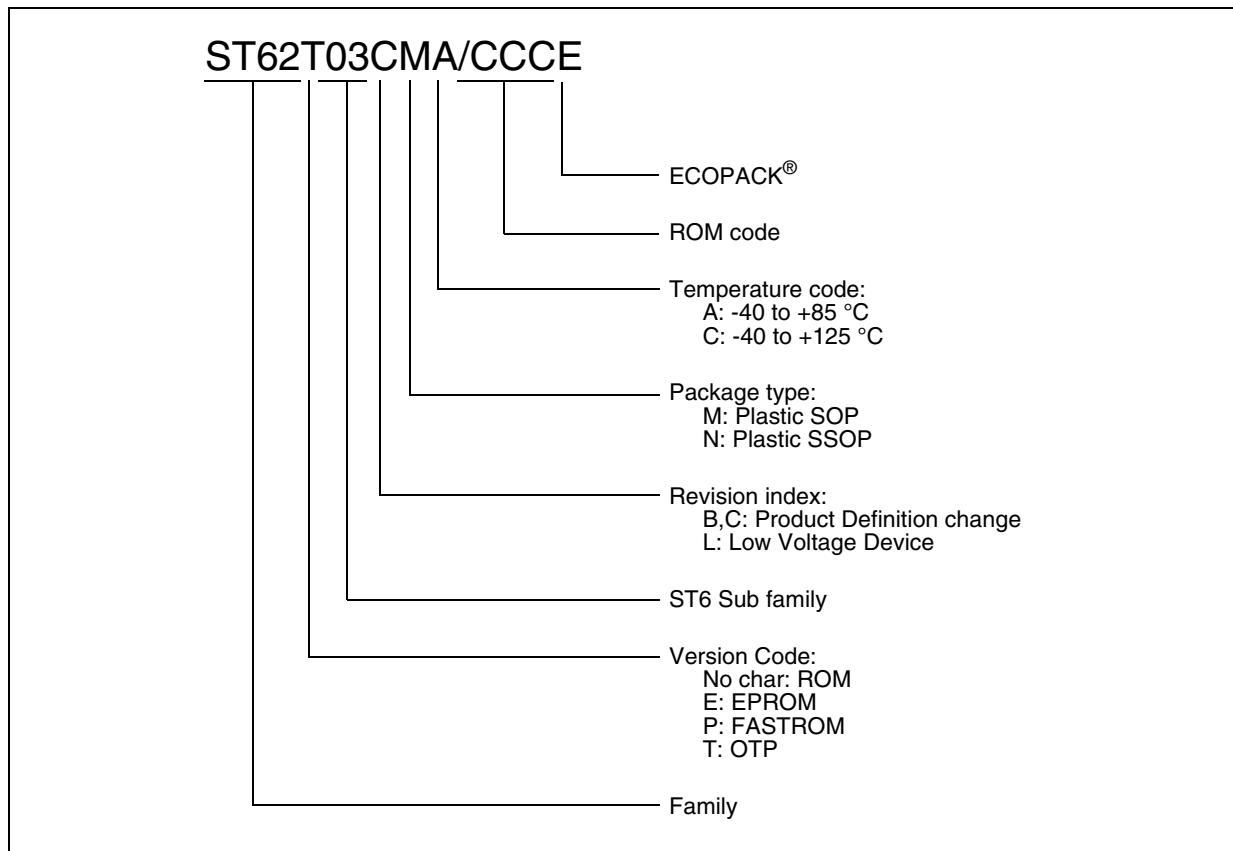 ST62T03CMA/CCCE
ECOPACK®
ROM code
Temperature code:
A: -40 to +85 °C
C: -40 to +125 °C
Package type:
M: Plastic SOP
N: Plastic SSOP
Revision index:
B,C: Product Definition change
L: Low Voltage Device
ST6 Sub family
Version Code:
No char: ROM
E: EPROM
P: FASTROM
T: OTP
Family